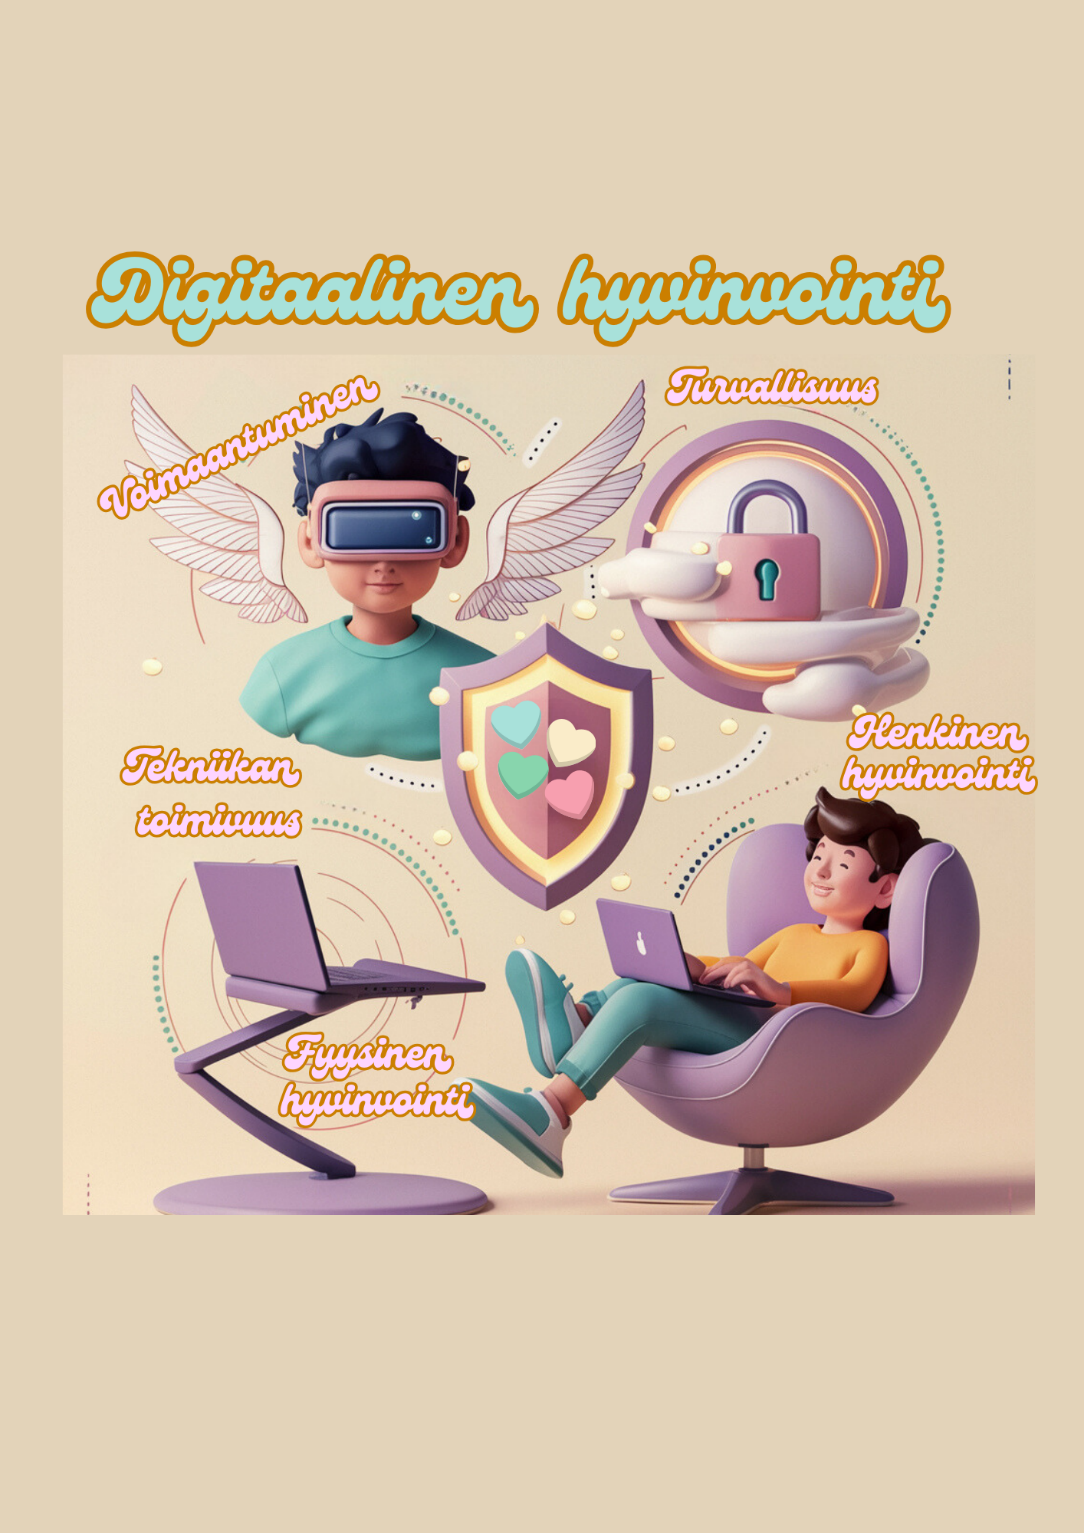 Digitaalinen hyvinvointi
Voimaantuminen
Turvallisuus
Henkinen
hyvinvointi
Tekniikan
toimivuus
Fyysinen
hyvinvointi